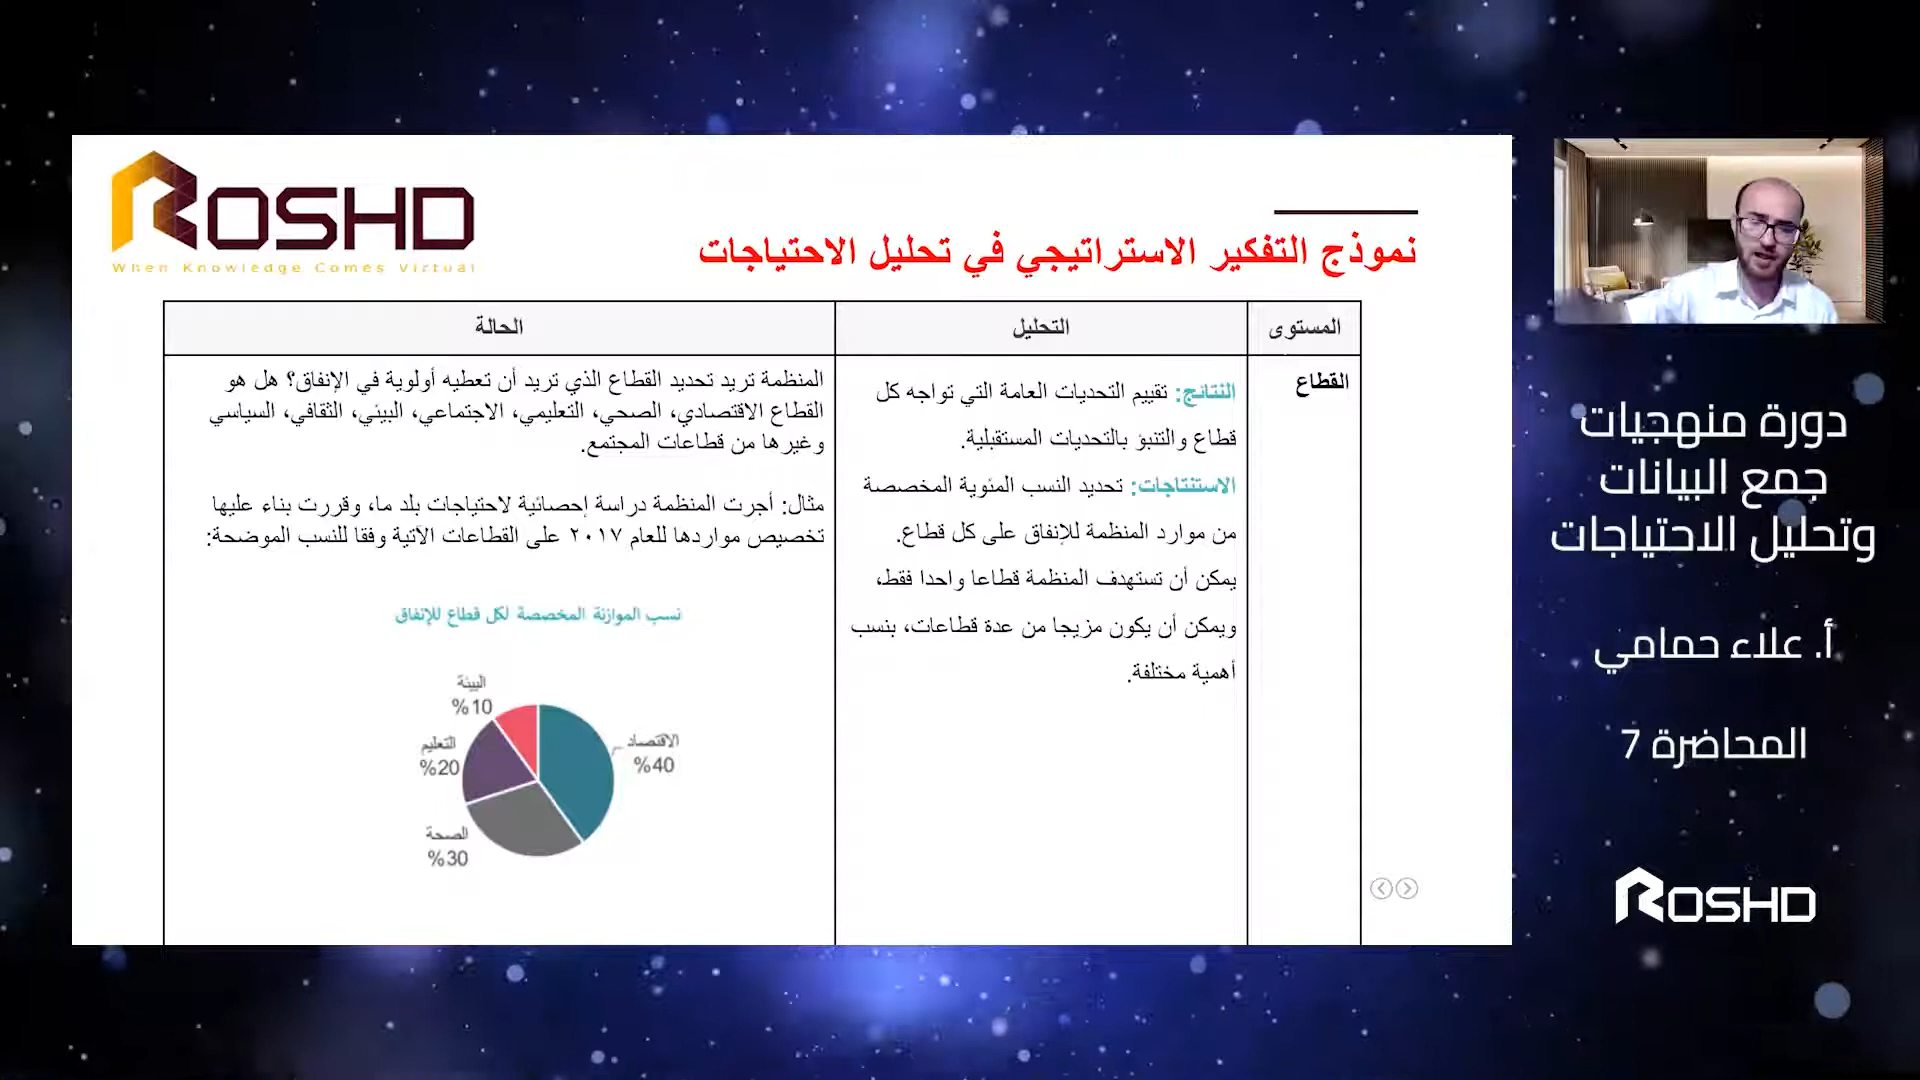 ROSHD
When Knowledge Comes Virtual
نموذج التفكير الاستراتيجي في تحليل الاحتياجات
المستوى
التحليل
الحالة
القطاع
النتائج: تقييم التحديات العامة التي تواجه كل
قطاع والتنبؤ بالتحديات المستقبلية.
الاستنتاجات: تحديد النسب المئوية المخصصة
من موارد المنظمة للإنفاق على كل قطاع.
يمكن أن تستهدف المنظمة قطاعا واحدا فقط،
ويمكن أن يكون مزيجا من عدة قطاعات، بنسب
أهمية مختلفة.
المنظمة تريد تحديد القطاع الذي تريد أن تعطيه أولوية في الإنفاق؟ هل هو
القطاع الاقتصادي، الصحي، التعليمي، الاجتماعي، البيئي، الثقافي، السياسي
وغيرها من قطاعات المجتمع.
مثال: أجرت المنظمة دراسة إحصائية لاحتياجات بلد ما، وقررت بناء عليها
تخصيص مواردها للعام ٢٠١٧ على القطاعات الآتية وفقا للنسب الموضحة:
نسب الموازنة المخصصة لكل قطاع للإنفاق
البيئة
%10
التعليم
%20
الاقتصاد
%40
الصحة
%30
دورة منهجيات
جمع البيانات
وتحليل الاحتياجات
أ. علاء حمامي
المحاضرة 7
ROSHD